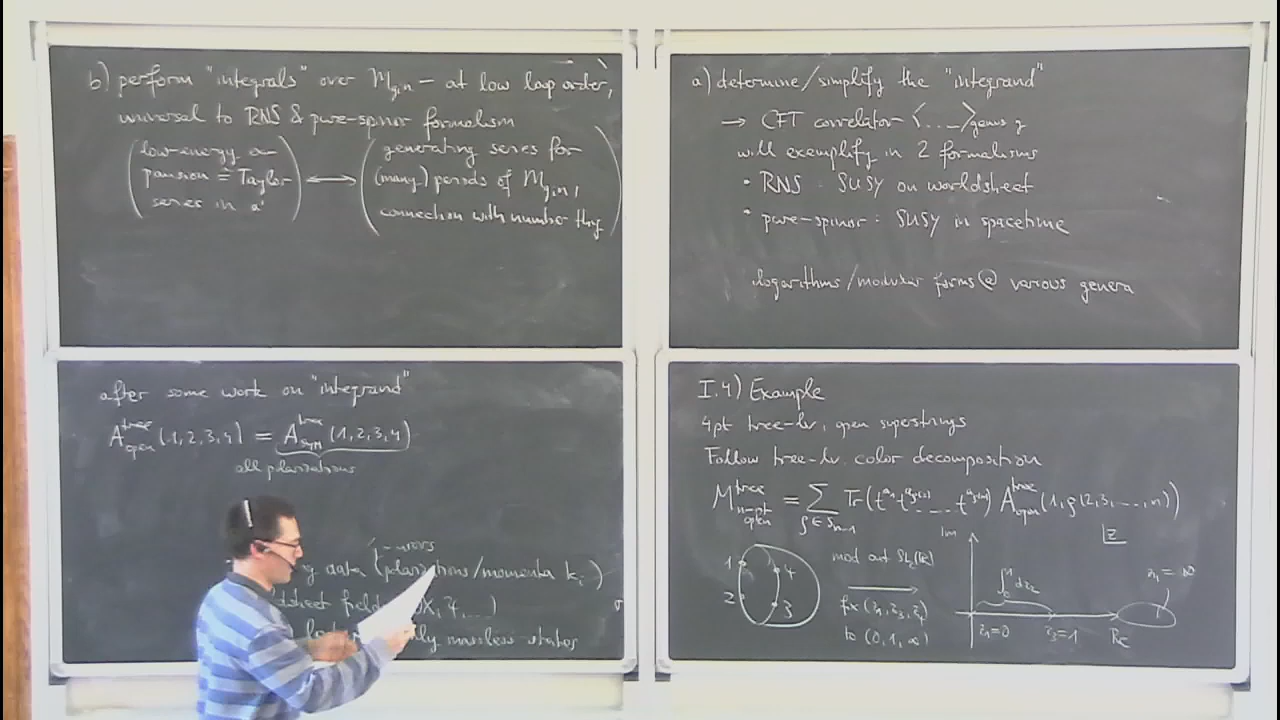 b) perform "integrals" over M_{g,n} – at low loop order,
universal to RNS & pure-spinor formalism
(low-energy ex-
pansion ≙ Taylor
series in α')
⟷
(generating series for
(many) periods of M_{g,n},
connection with number thy)
a) determine/simplify the "integrand"
→ CFT correlator <...>genus g
will exemplify in 2 formalisms
• RNS : SUSY on worldsheet
• pure-spinor : SUSY in spacetime
logarithms/modular forms @ various genera
after some work on "integrand"
A^{tree}_{open}(1,2,3,4) = A^{tree}_{SYM}(1,2,3,4)
all polarizations
data (polarizations/momenta k_i)
massless states
I.4) Example
4pt tree-lv, open superstrings
Follow tree-lv. color decomposition
M^{tree}_{n-pt open} = ∑_{ρ∈S_{n-1}} Tr(t^{a_1} t^{a_{ρ(2)}} .... t^{a_{ρ(n)}}) A^{tree}_{open}(1,ρ(2,3,...,n))
1 2 3 4
mod out SL_2(R)
fix (z_1, z_3, z_4)
to (0,1,∞)
Im
z
∫_0^1 dz_2
z_1=0
z_3=1
Re